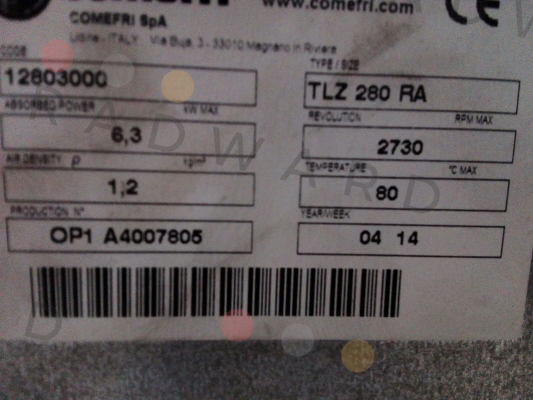 www.comefri.com CE
COMEFRI SpA
Udine - ITALY Via Buja, 3 - 33010 Magnano in Riviera
CODE TYPE / SIZE
12803000 TLZ 280 RA
ABSORBED POWER kW MAX REVOLUTION RPM MAX
6,3 2730
AIR DENSITY ρ kg/m³ TEMPERATURE °C MAX
1,2 80
PRODUCTION N° YEAR/WEEK
OP1 A4007805 04 14
RADWARD